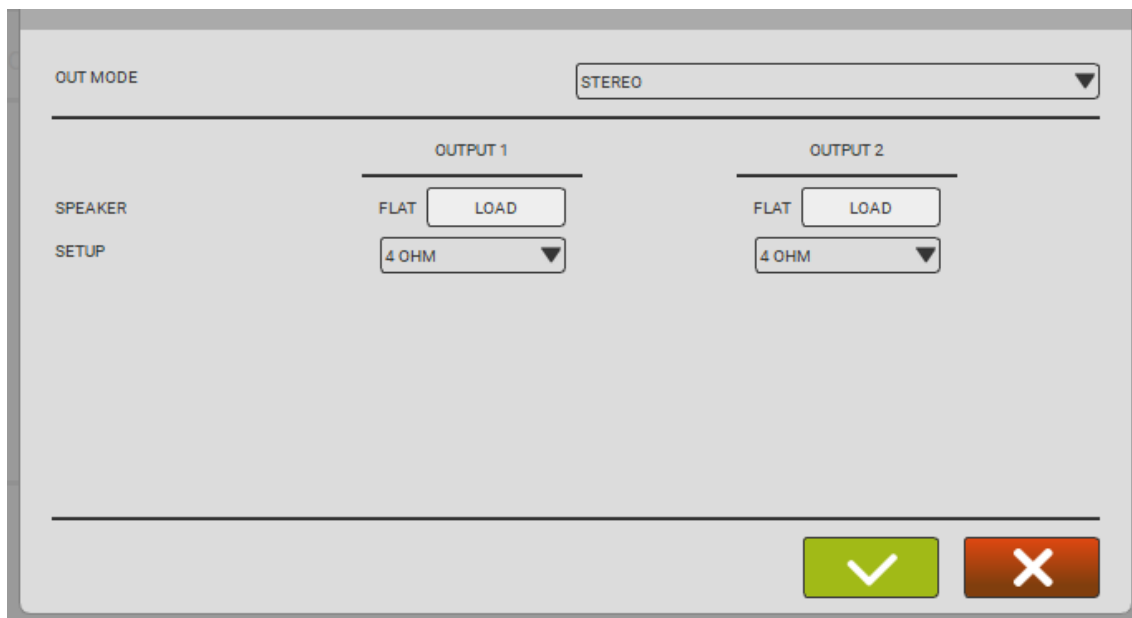 OUT MODE STEREO
OUTPUT 1 OUTPUT 2
SPEAKER FLAT LOAD FLAT LOAD
SETUP 4 OHM 4 OHM